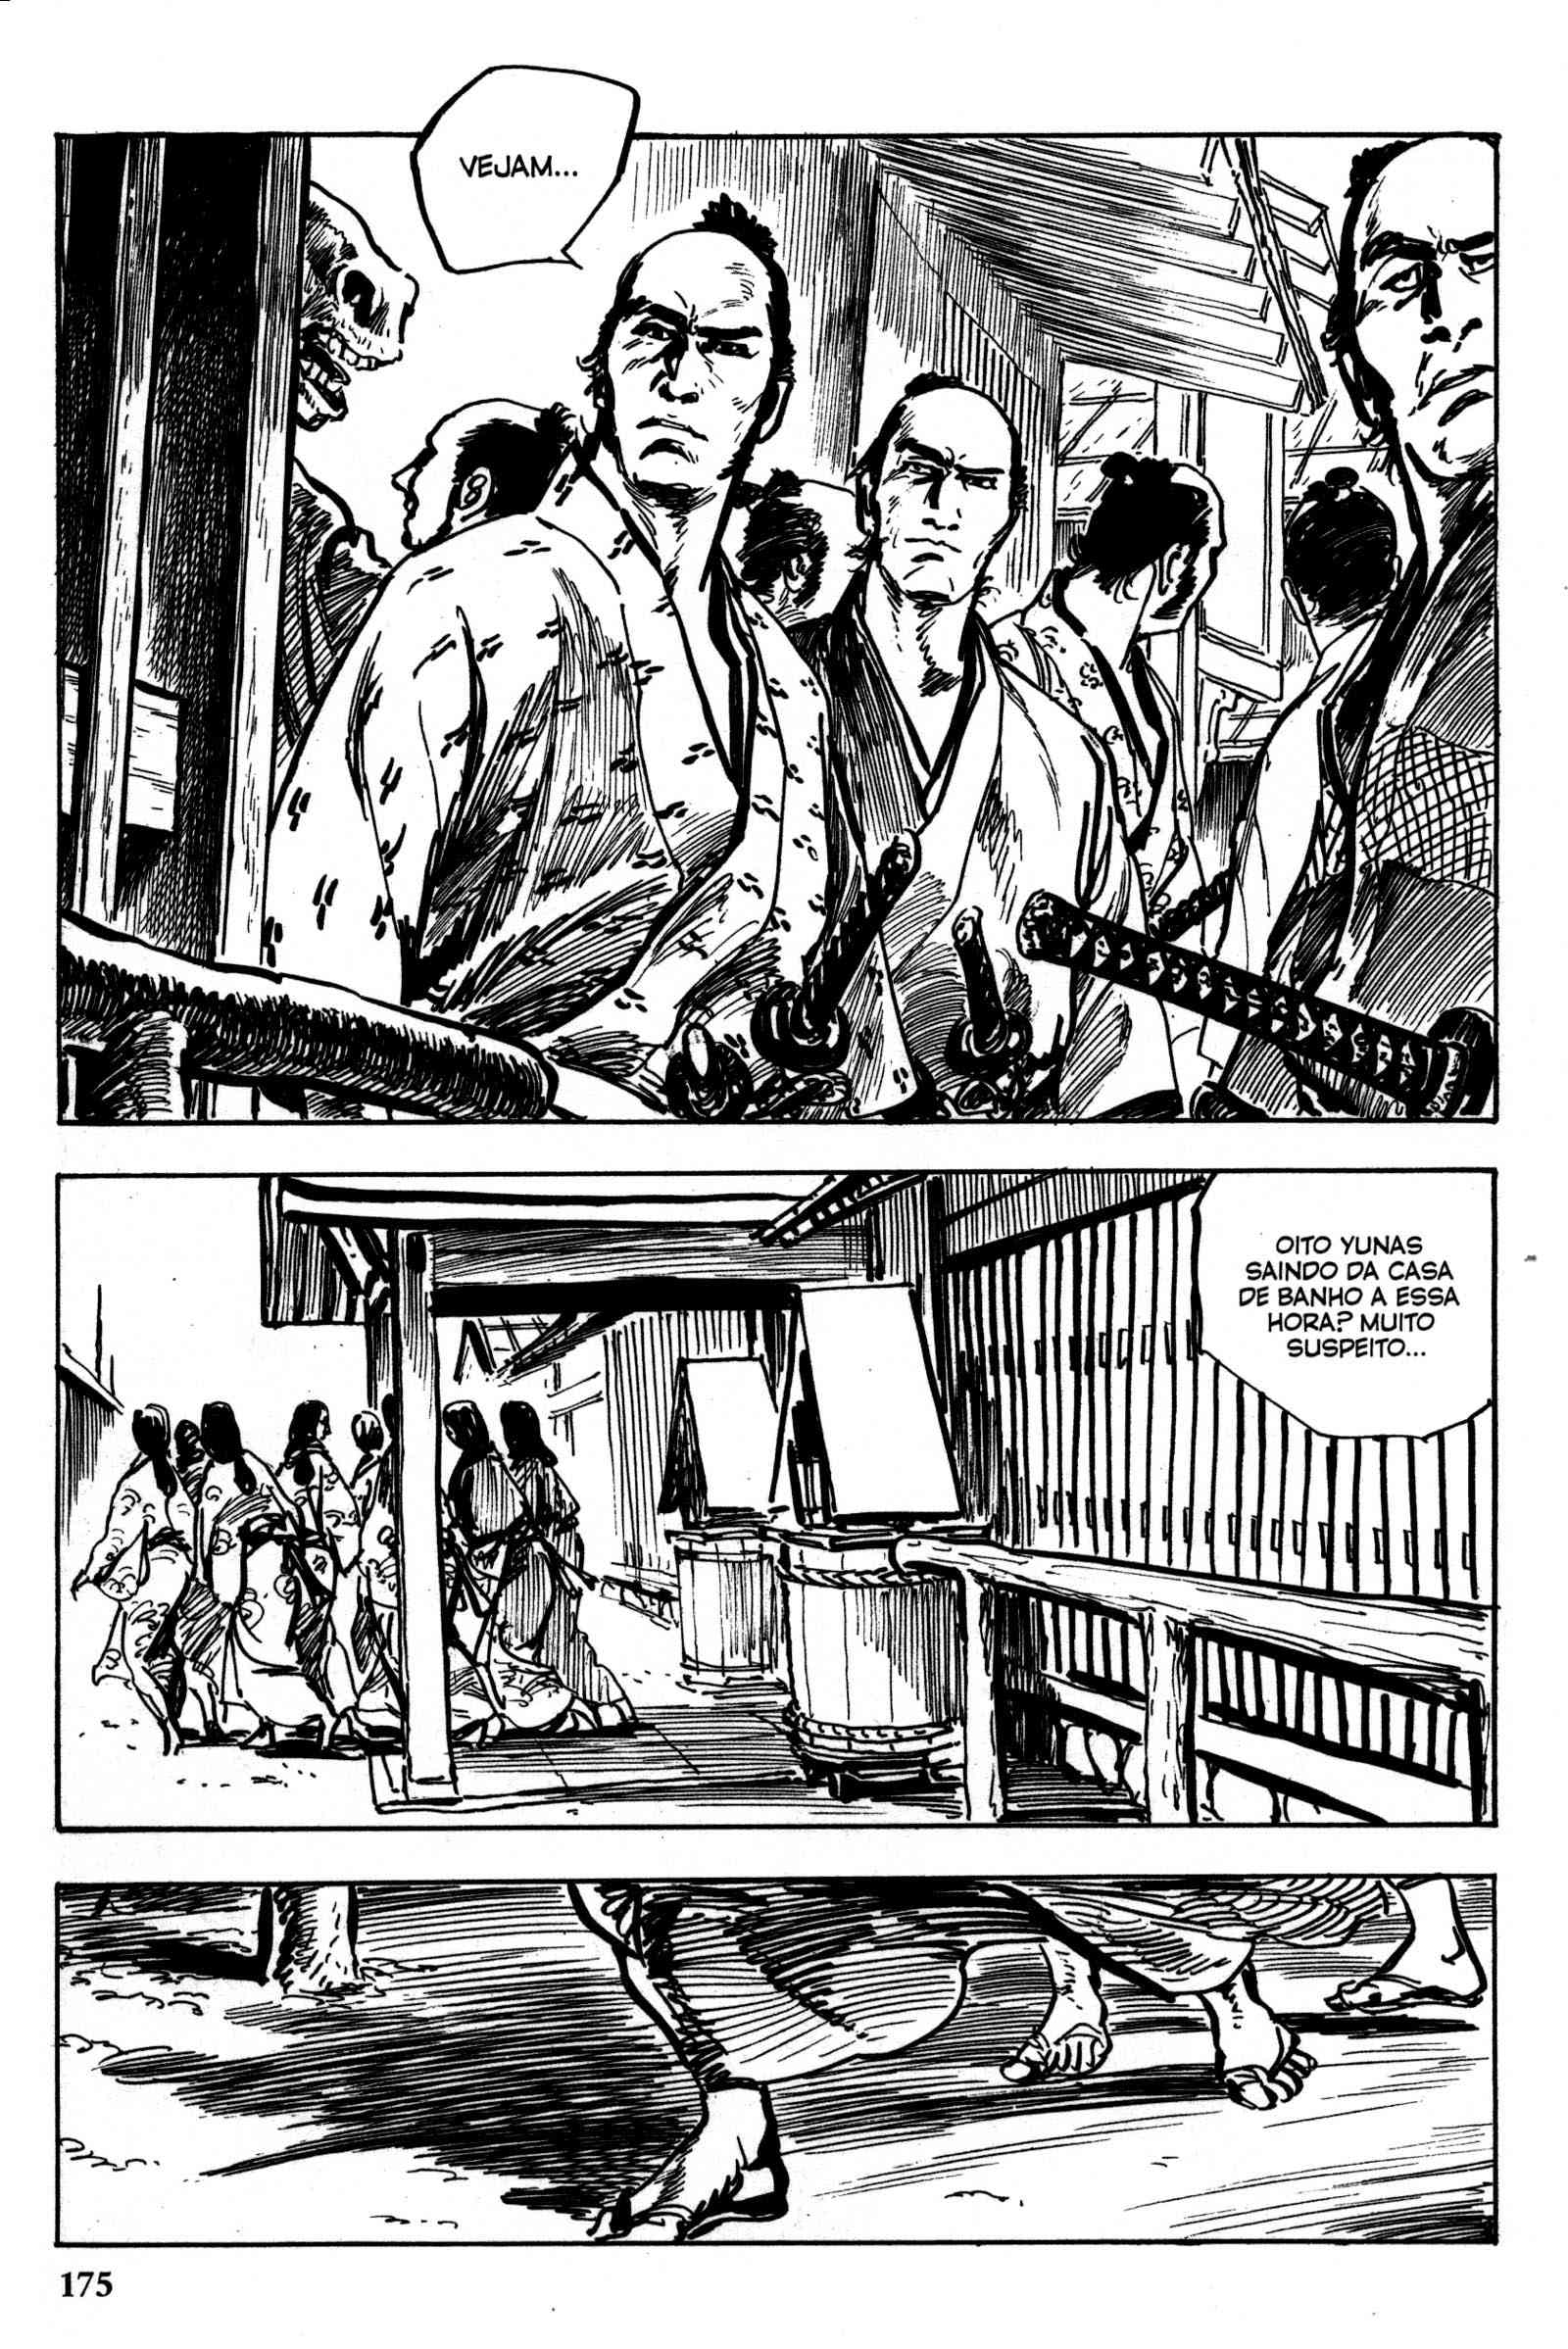 VEJAM...
OITO YUNAS
SAINDO DA CASA
DE BANHO A ESSA
HORA? MUITO
SUSPEITO...
175